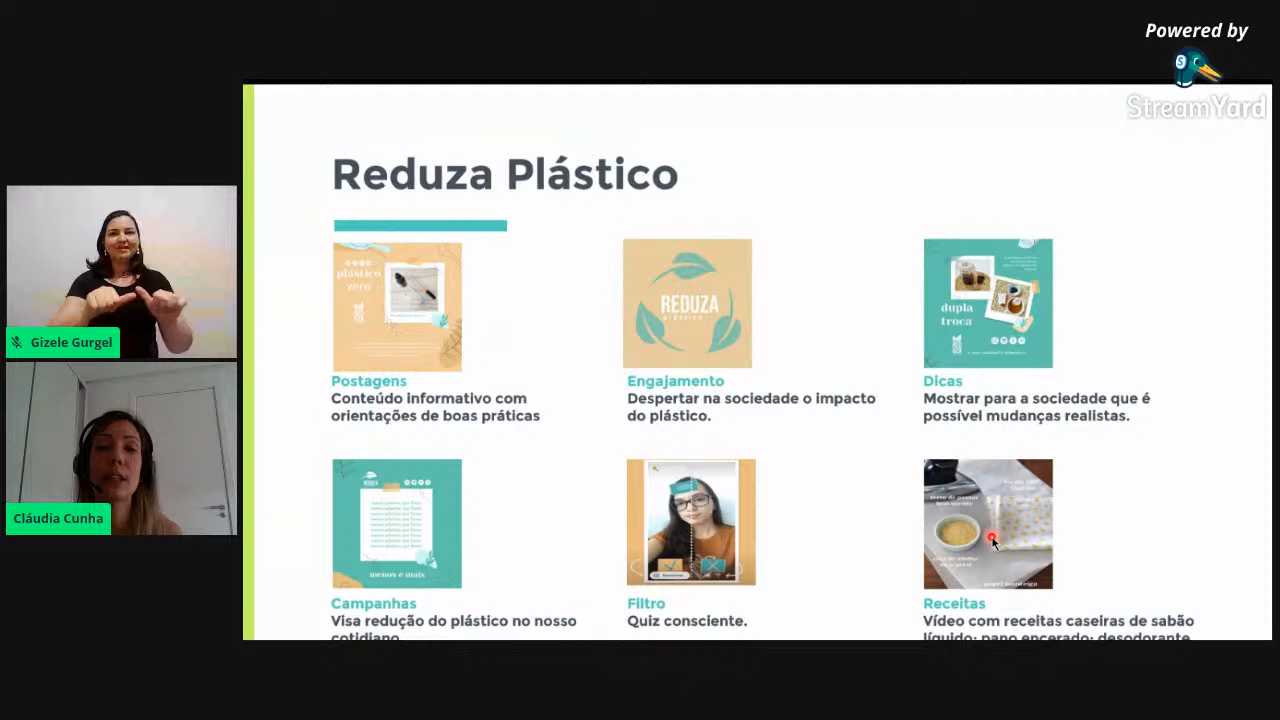 Powered by
StreamYard
Reduza Plástico
plástico
zero
REDUZA
plástico
dupla
troca
Postagens
Conteúdo informativo com
orientações de boas práticas
Engajamento
Despertar na sociedade o impacto
do plástico.
Dicas
Mostrar para a sociedade que é
possível mudanças realistas.
Gizele Gurgel
Cláudia Cunha
REDUZA
menos é mais
papel manteiga
Campanhas
Visa redução do plástico no nosso
cotidiano
Filtro
Quiz consciente.
Receitas
Vídeo com receitas caseiras de sabão
líquido; pano encerado; desodorante